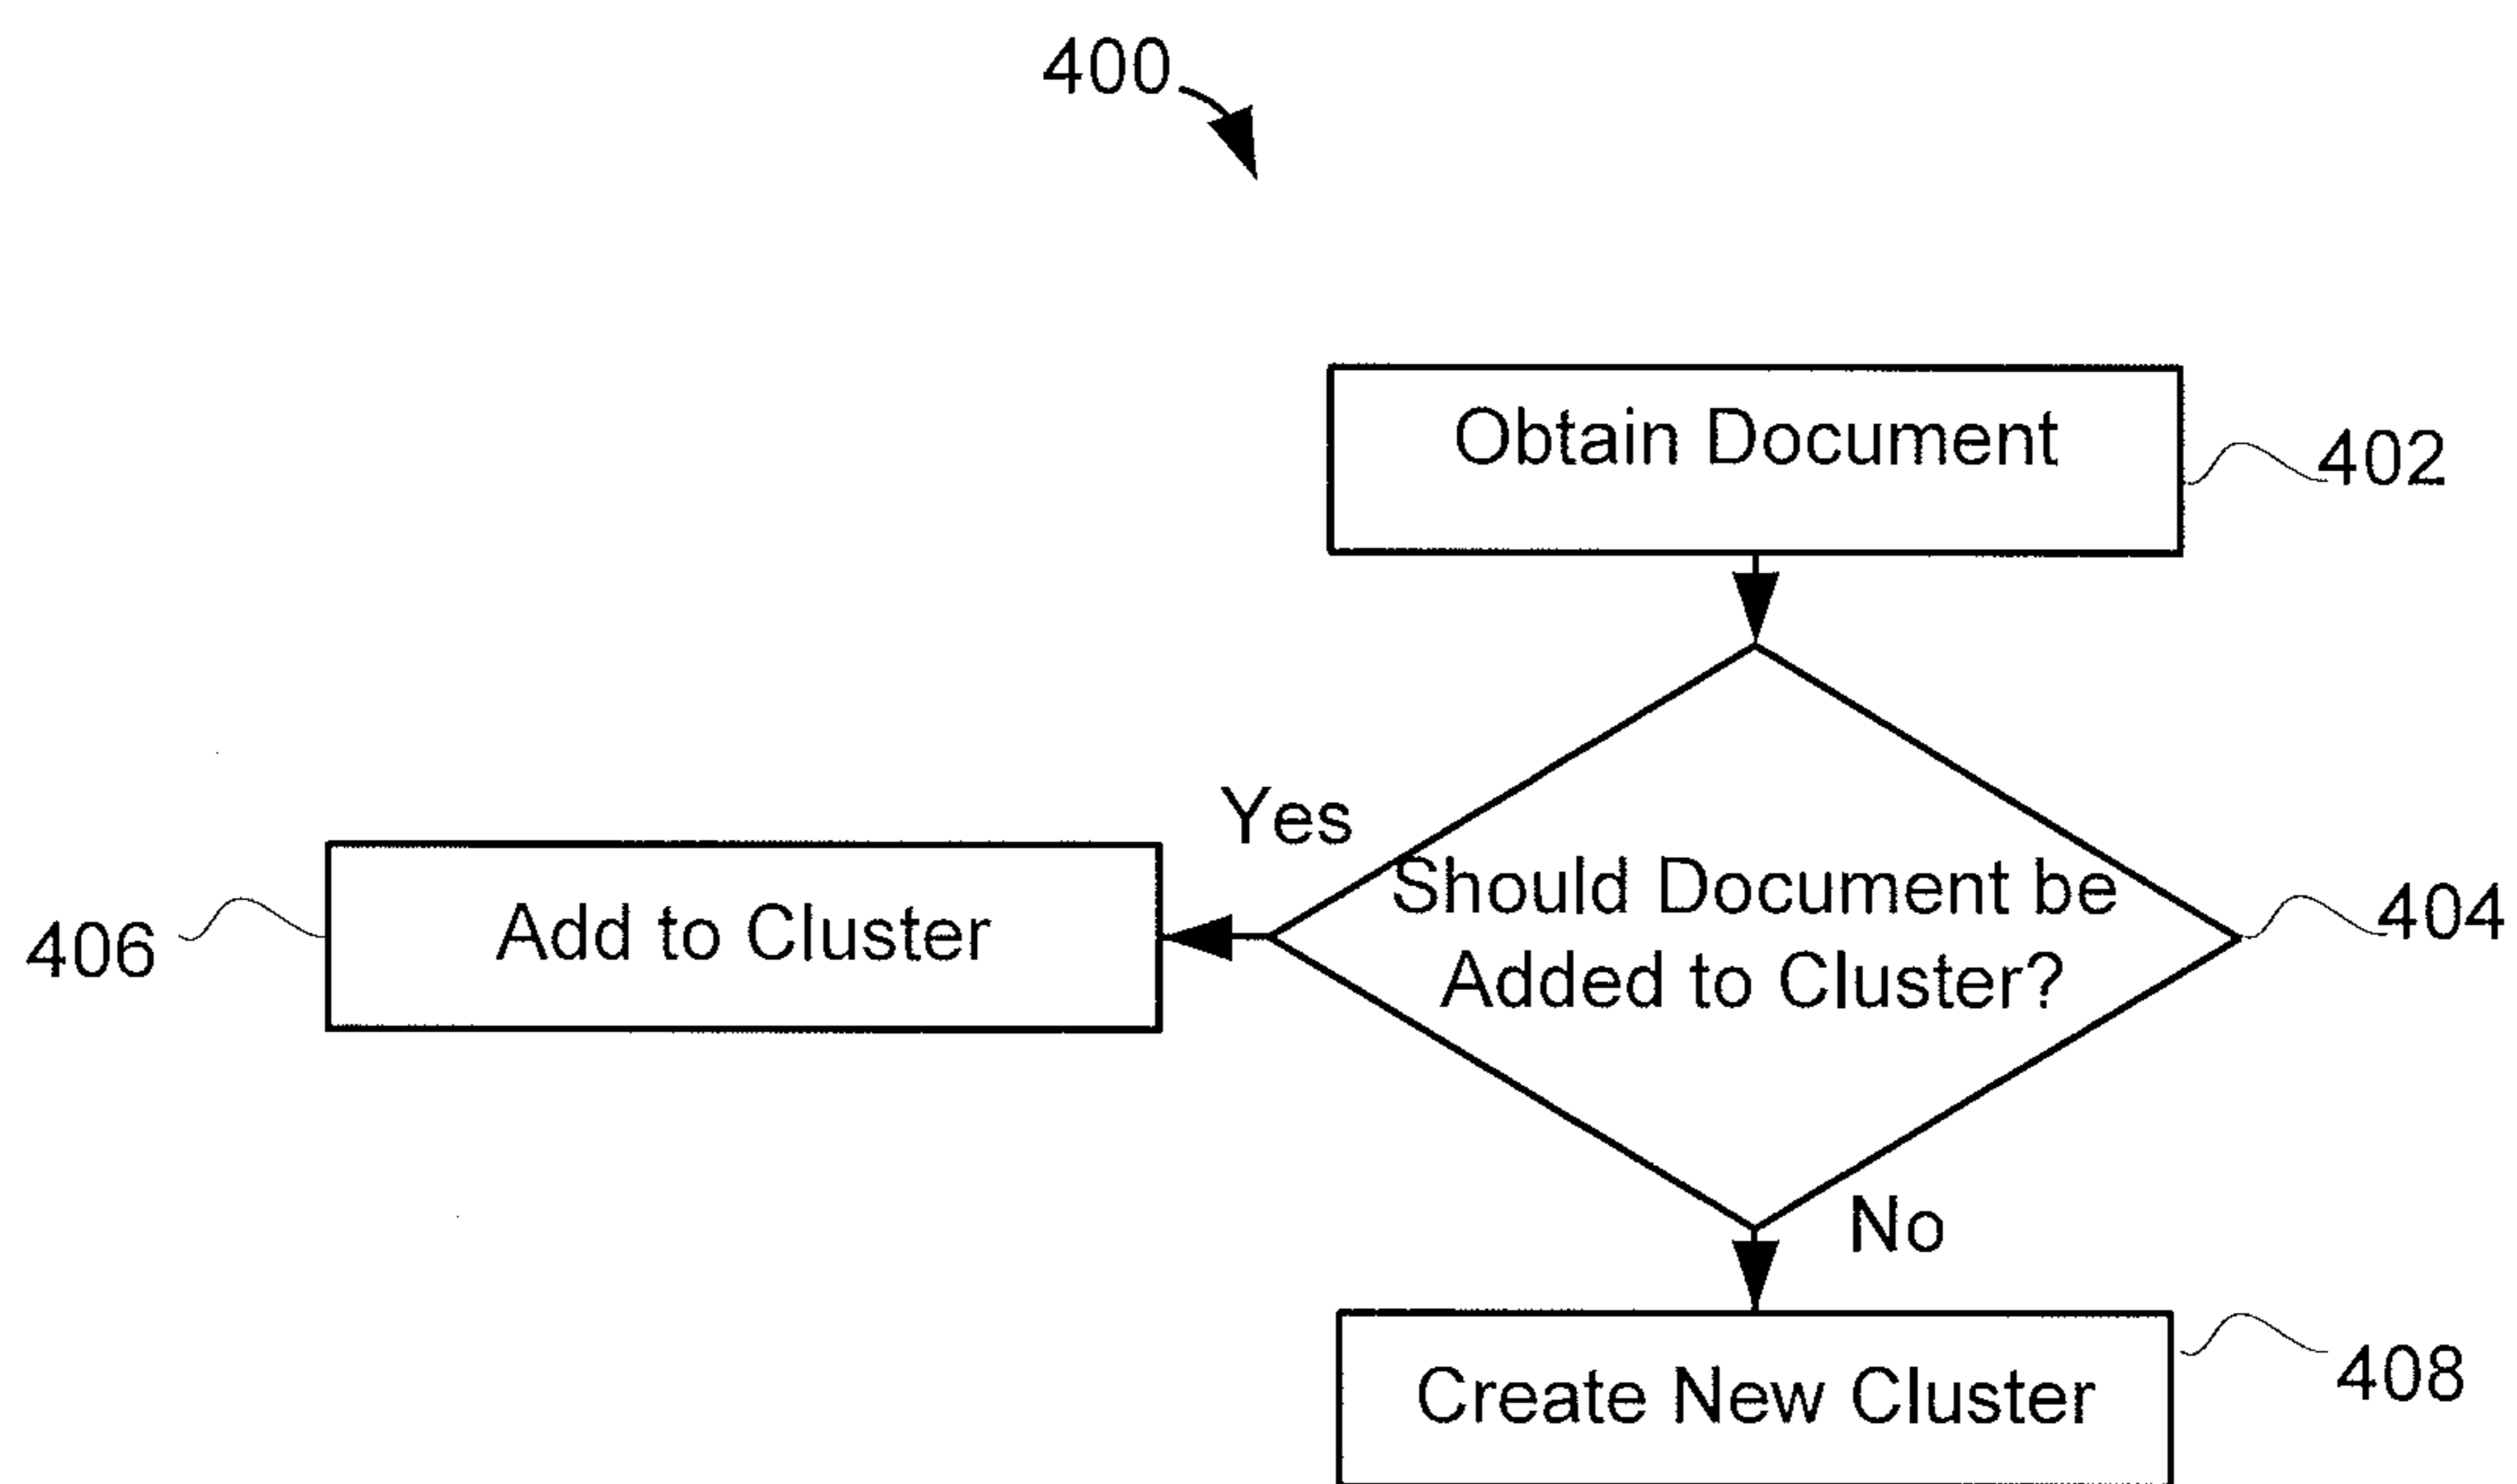 400
Obtain Document
402
Yes
Should Document be
Added to Cluster?
404
Add to Cluster
406
No
Create New Cluster
408